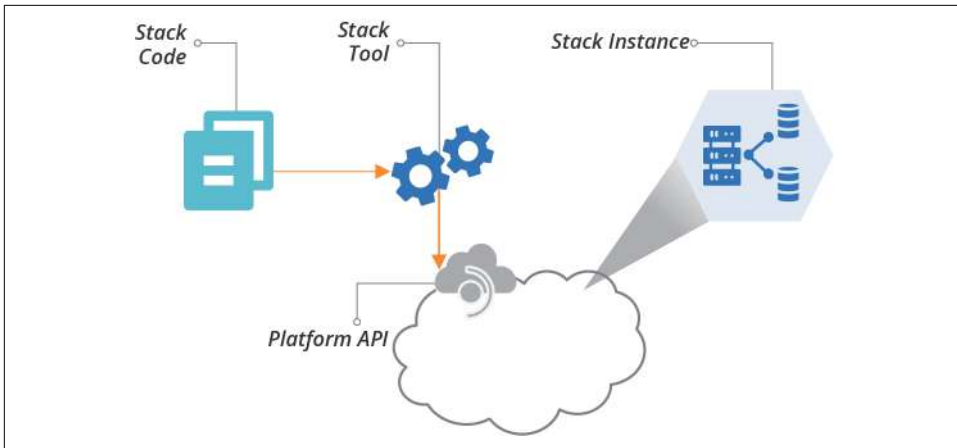 Stack
Code
Stack
Tool
Stack Instance
Platform API